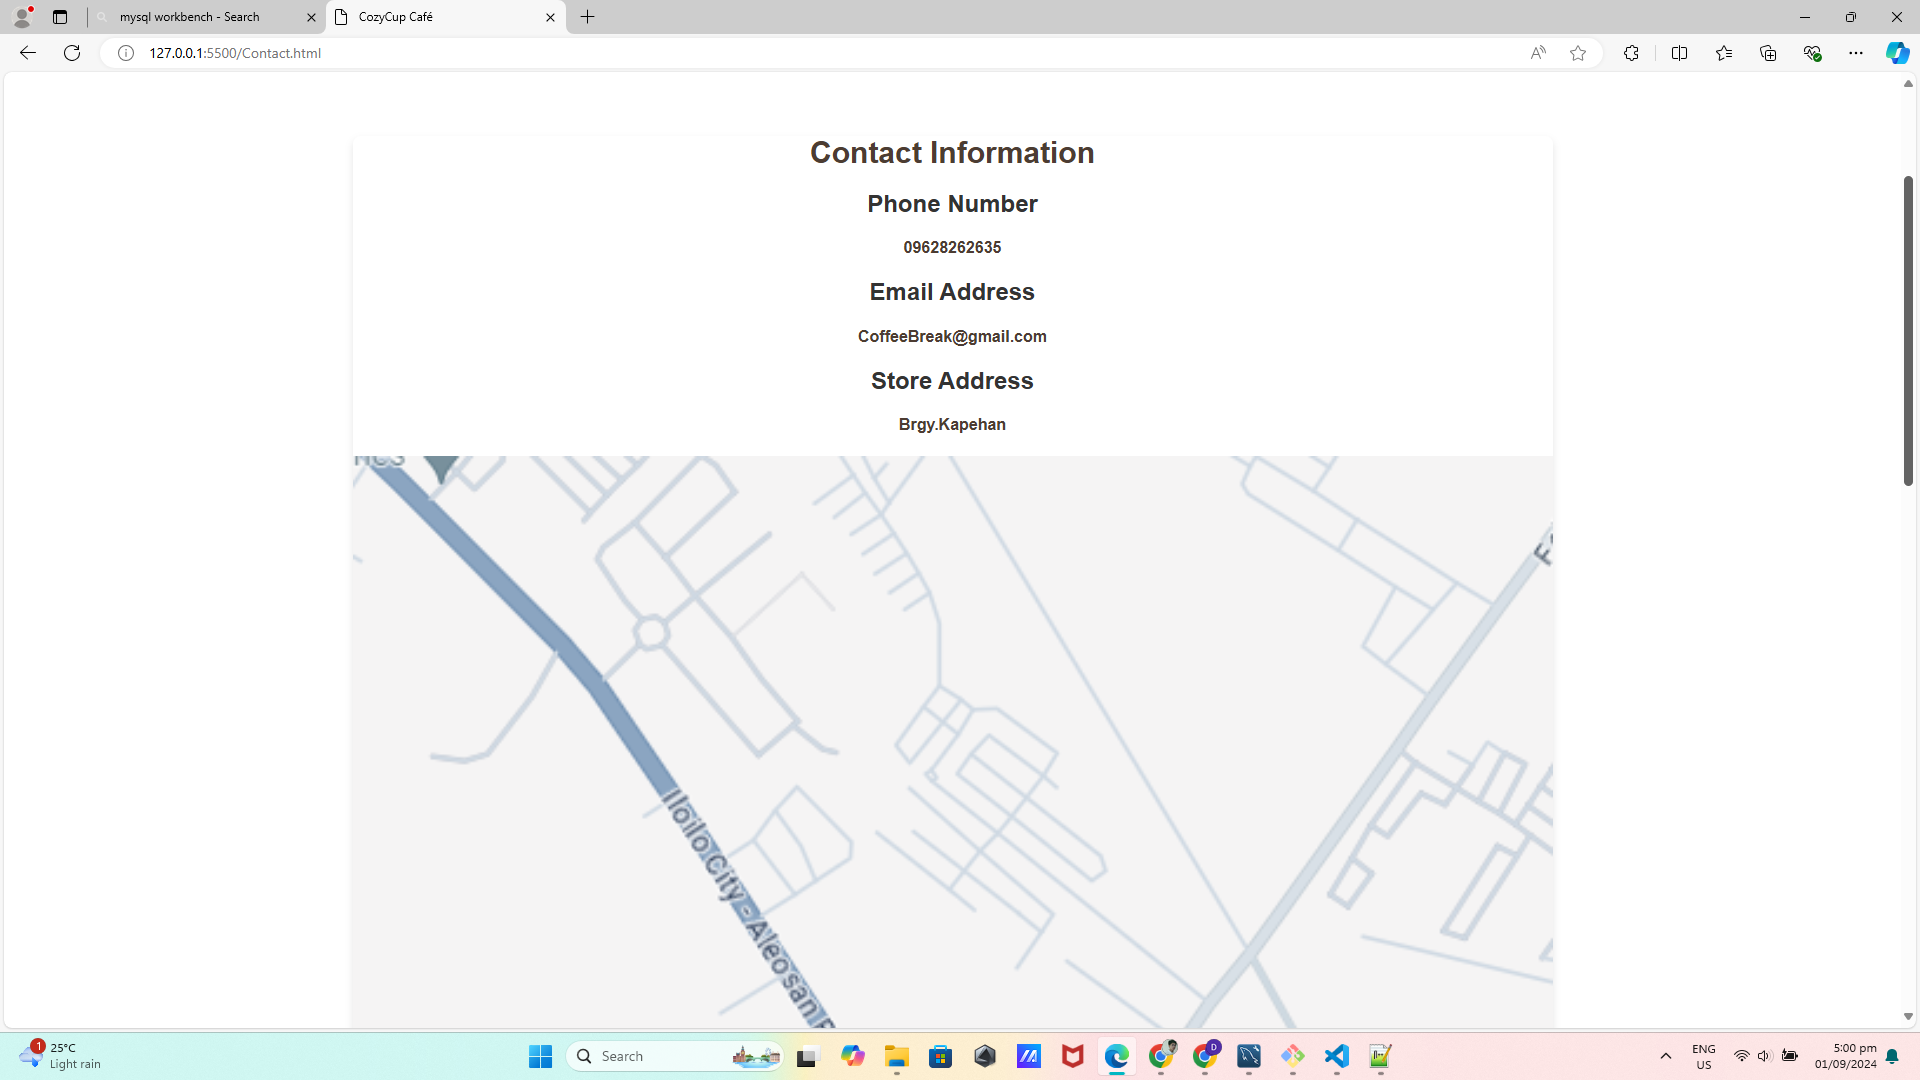 mysql workbench - Search
CozyCup Café
127.0.0.1:5500/Contact.html
Contact Information
Phone Number
09628262635
Email Address
CoffeeBreak@gmail.com
Store Address
Brgy.Kapehan
Iloilo City - Aleosan
1
25°C
Light rain
Search
D
ENG
US
5:00 pm
01/09/2024